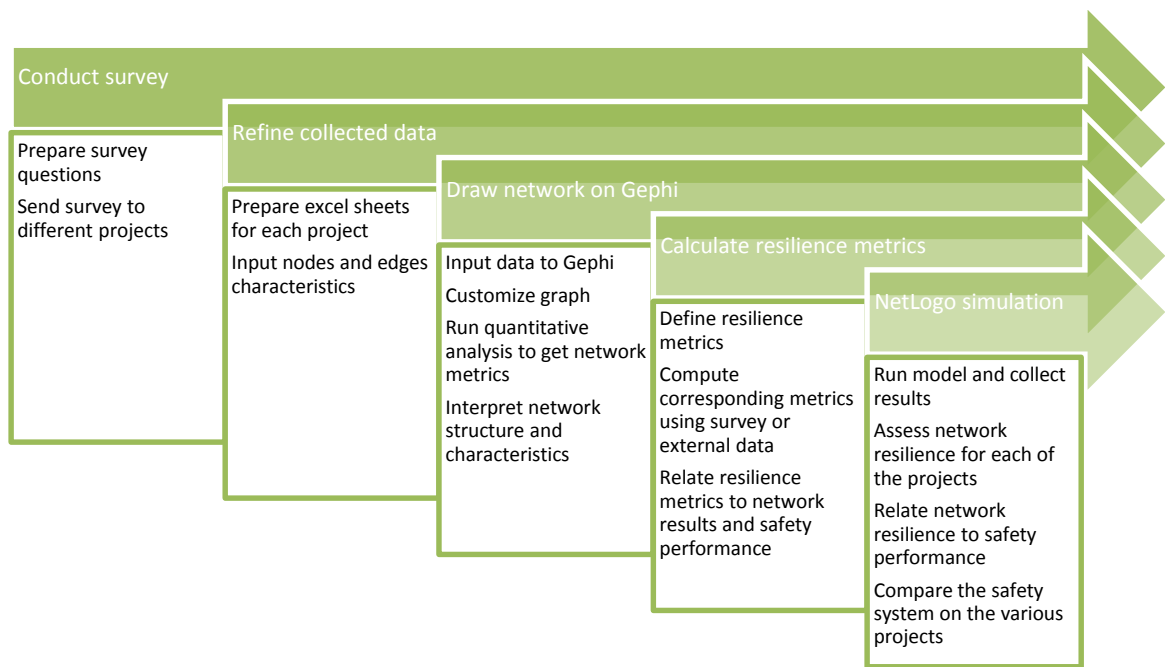 Conduct survey
Prepare survey
questions
Send survey to
different projects
Refine collected data
Prepare excel sheets
for each project
Input nodes and edges
characteristics
Draw network on Gephi
Input data to Gephi
Customize graph
Run quantitative
analysis to get network
metrics
Interpret network
structure and
characteristics
Calculate resilience metrics
Define resilience
metrics
Compute
corresponding metrics
using survey or
external data
Relate resilience
metrics to network
results and safety
performance
NetLogo simulation
Run model and collect
results
Assess network
resilience for each of
the projects
Relate network
resilience to safety
performance
Compare the safety
system on the various
projects